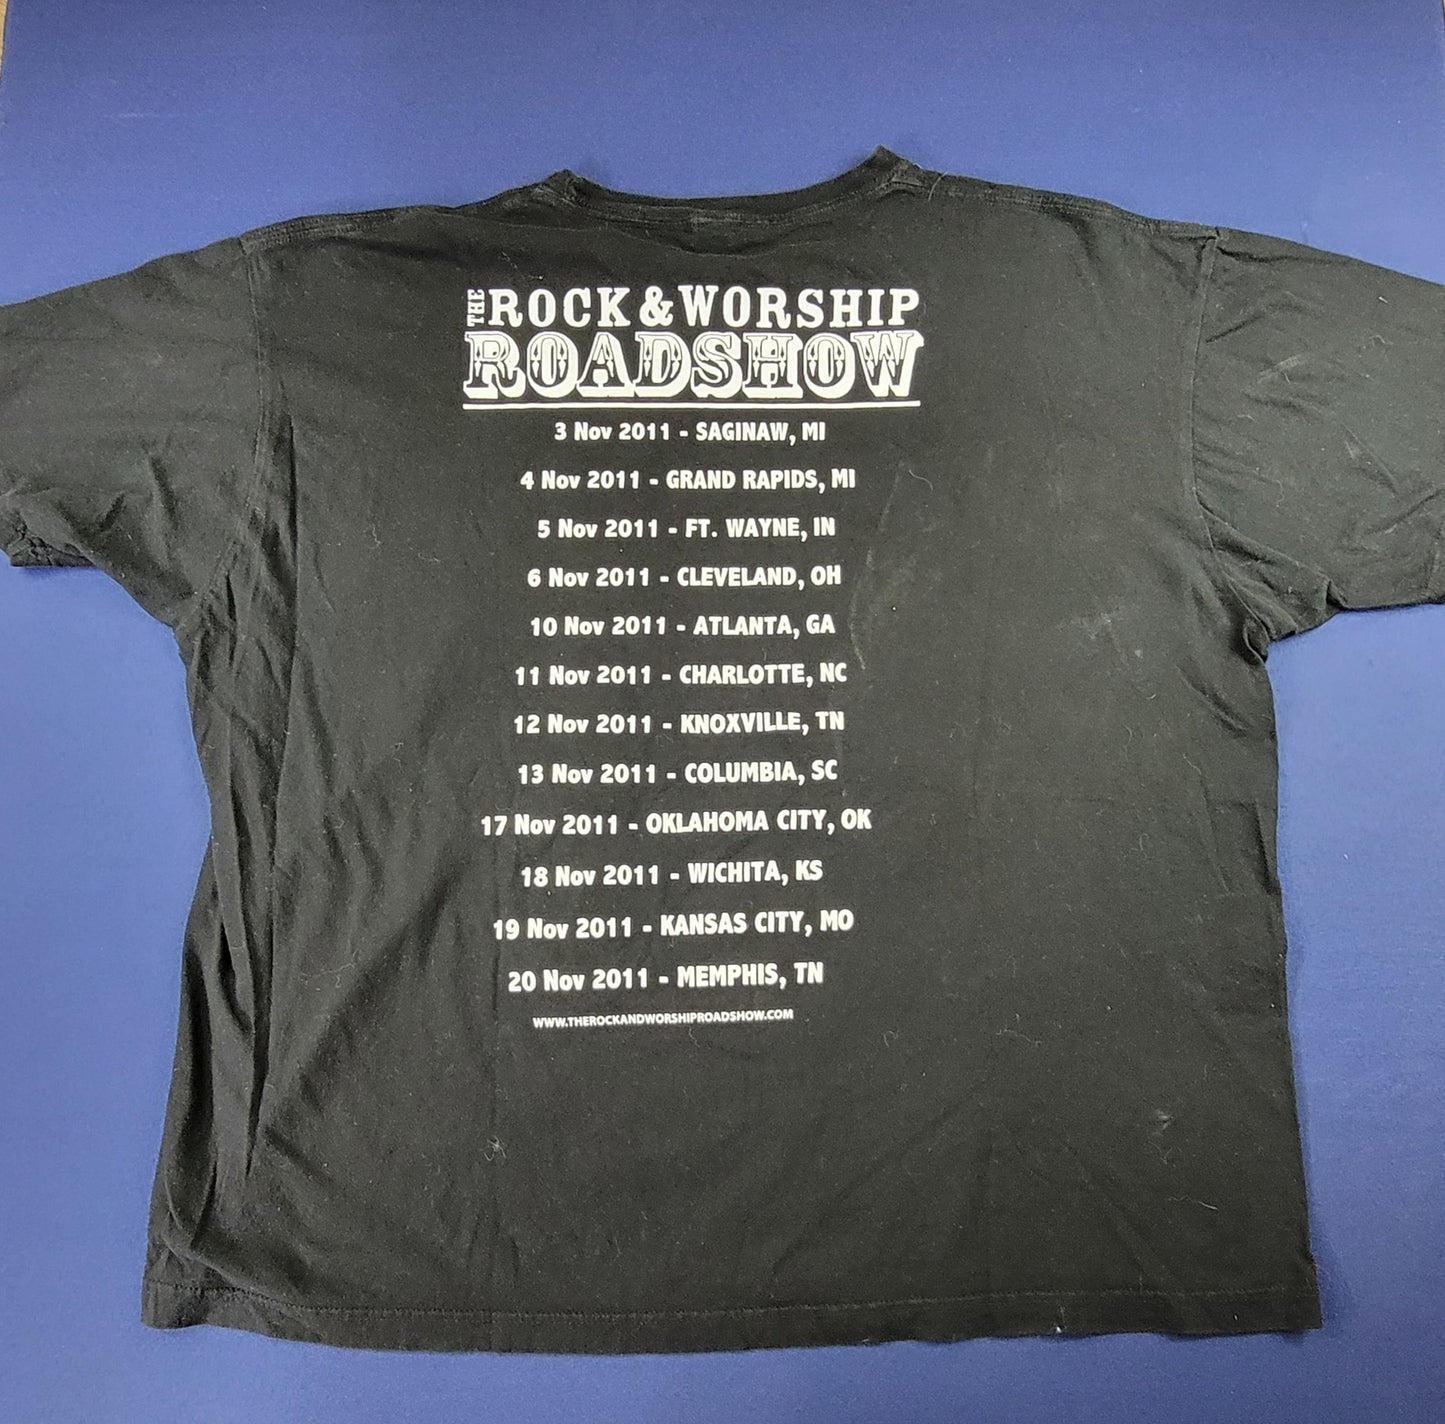 THE ROCK & WORSHIP
ROADSHOW
3 Nov 2011 - SAGINAW, MI
4 Nov 2011 - GRAND RAPIDS, MI
5 Nov 2011 - FT. WAYNE, IN
6 Nov 2011 - CLEVELAND, OH
10 Nov 2011 - ATLANTA, GA
11 Nov 2011 - CHARLOTTE, NC
12 Nov 2011 - KNOXVILLE, TN
13 Nov 2011 - COLUMBIA, SC
17 Nov 2011 - OKLAHOMA CITY, OK
18 Nov 2011 - WICHITA, KS
19 Nov 2011 - KANSAS CITY, MO
20 Nov 2011 - MEMPHIS, TN
WWW.THEROCKANDWORSHIPROADSHOW.COM